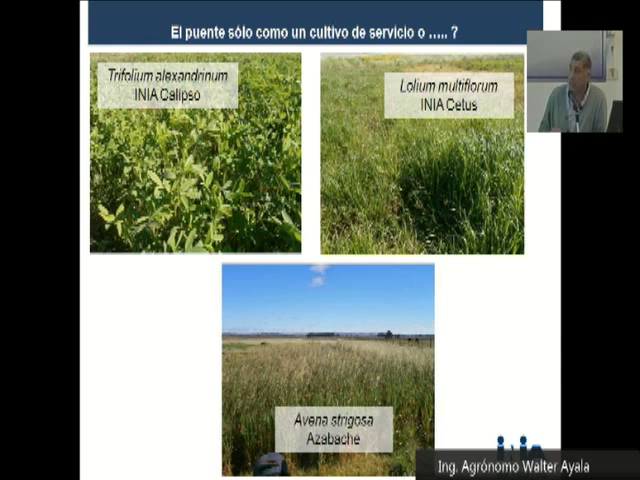 El puente sólo como un cultivo de servicio o ..... ?
Trifolium alexandrinum
INIA Calipso
Lolium multiflorum
INIA Cetus
Avena strigosa
Azabache
INIA
Ing. Agrónomo Walter Ayala